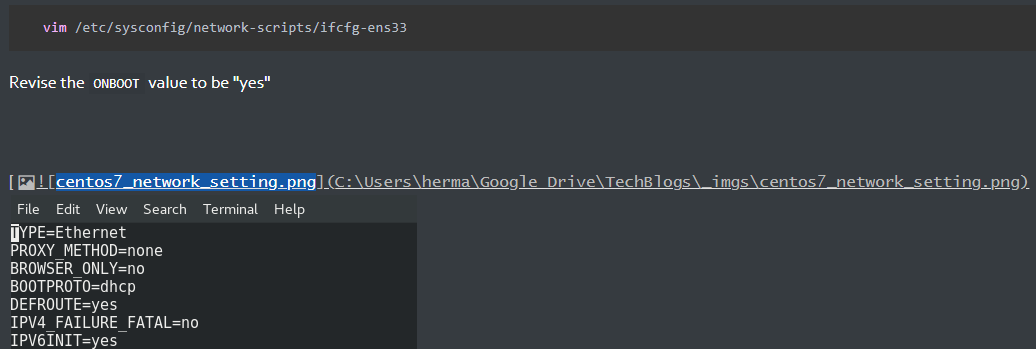 vim /etc/sysconfig/network-scripts/ifcfg-ens33
Revise the ONBOOT value to be "yes"
[ ![centos7_network_setting.png](C:\Users\herma\Google Drive\TechBlogs\_imgs\centos7_network_setting.png)
File Edit View Search Terminal Help
TYPE=Ethernet
PROXY_METHOD=none
BROWSER_ONLY=no
BOOTPROTO=dhcp
DEFROUTE=yes
IPV4_FAILURE_FATAL=no
IPV6INIT=yes